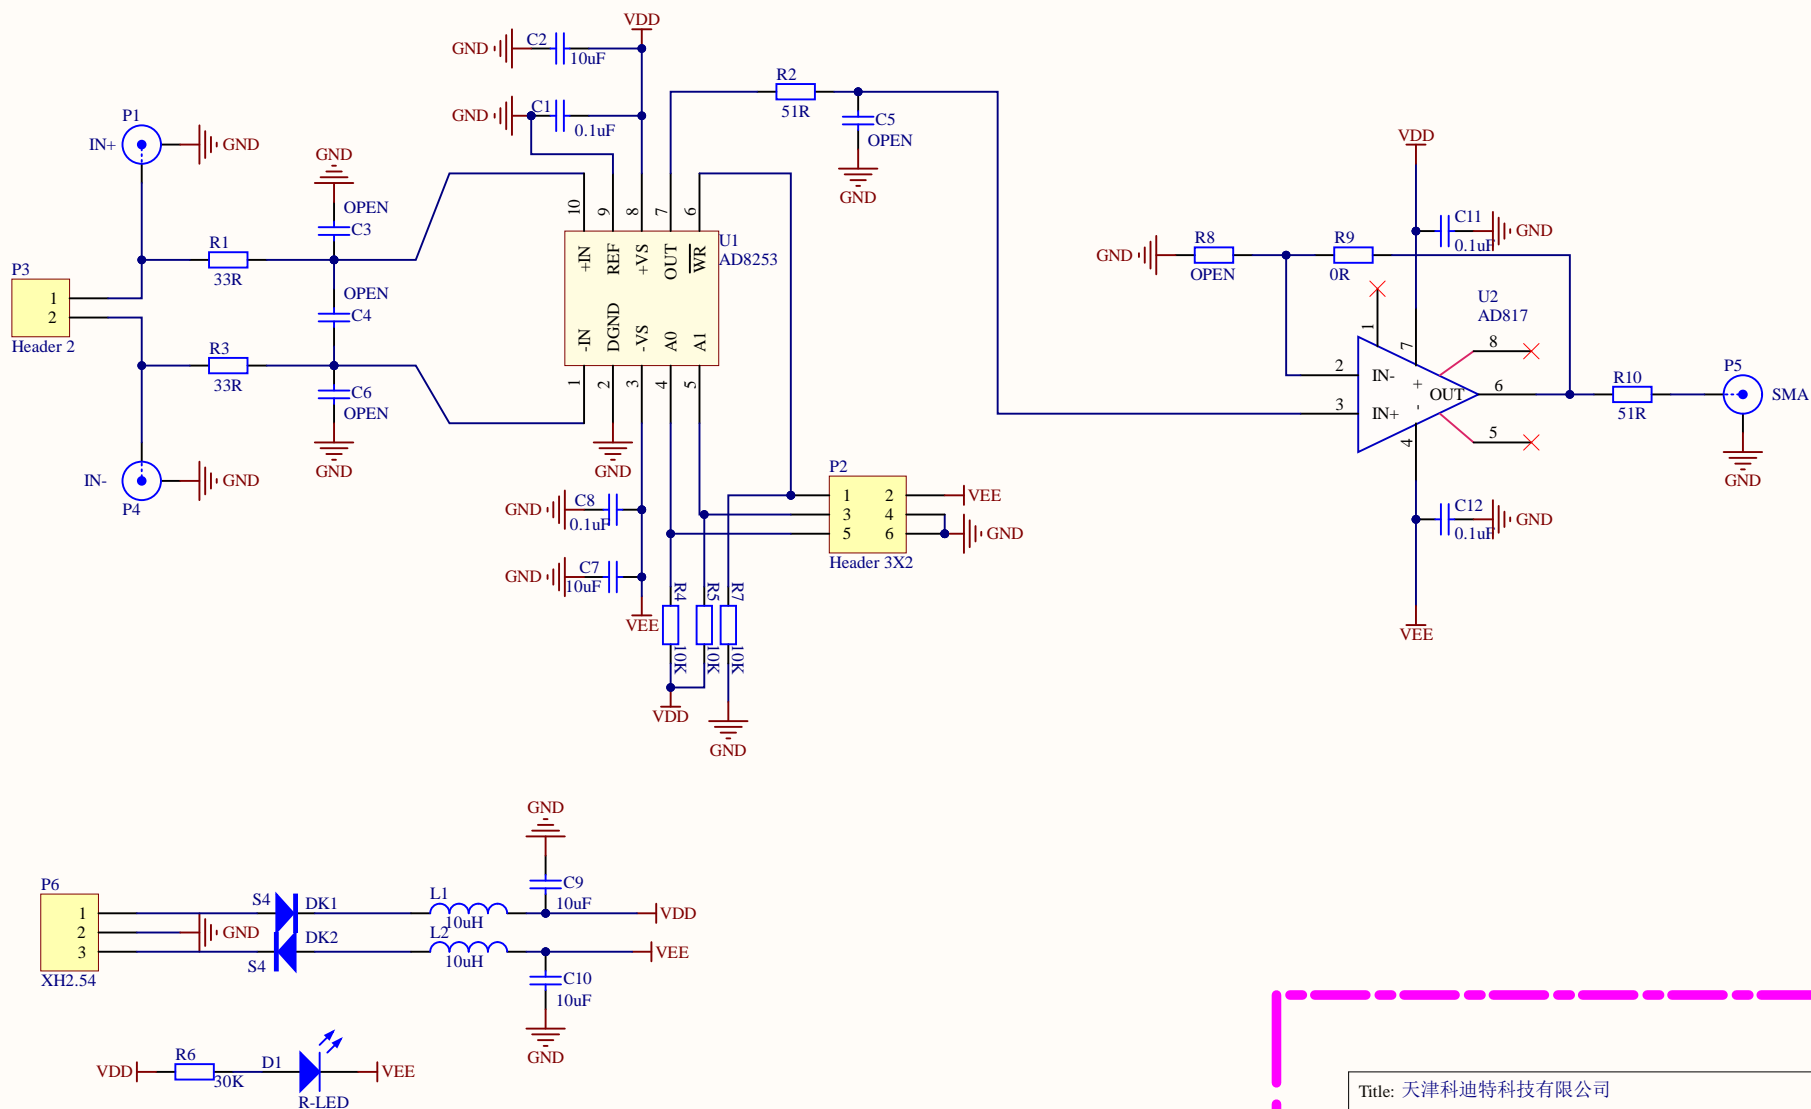 VDD
C2
GND
10uF
C1
GND
0.1uF
R2
51R
C5
OPEN
GND
P1
IN+
GND
GND
OPEN
C3
R1
33R
OPEN
C4
P3
1
2
Header 2
R3
33R
C6
OPEN
GND
IN-
GND
P4
10
9
8
7
6
+IN
REF
+VS
OUT
WR
U1
AD8253
-IN
DGND
-VS
A0
A1
1
2
3
4
5
GND
C8
GND
0.1uF
C7
GND
10uF
VEE
R4
R5
R7
10K
10K
10K
VDD
GND
P2
1 2
3 4
5 6
Header 3X2
VEE
GND
VDD
C11
GND
0.1uF
R8
GND
OPEN
R9
0R
U2
AD817
1
7
8
2
IN-
+
OUT
6
3
IN+
-
4
5
R10
51R
P5
SMA
GND
C12
GND
0.1uF
VEE
GND
C9
10uF
P6
1
2
3
XH2.54
S4
DK1
GND
DK2
S4
L1
10uH
L2
10uH
VDD
VEE
C10
10uF
GND
VDD
R6
30K
D1
VEE
R-LED
Title: 天津科迪特科技有限公司